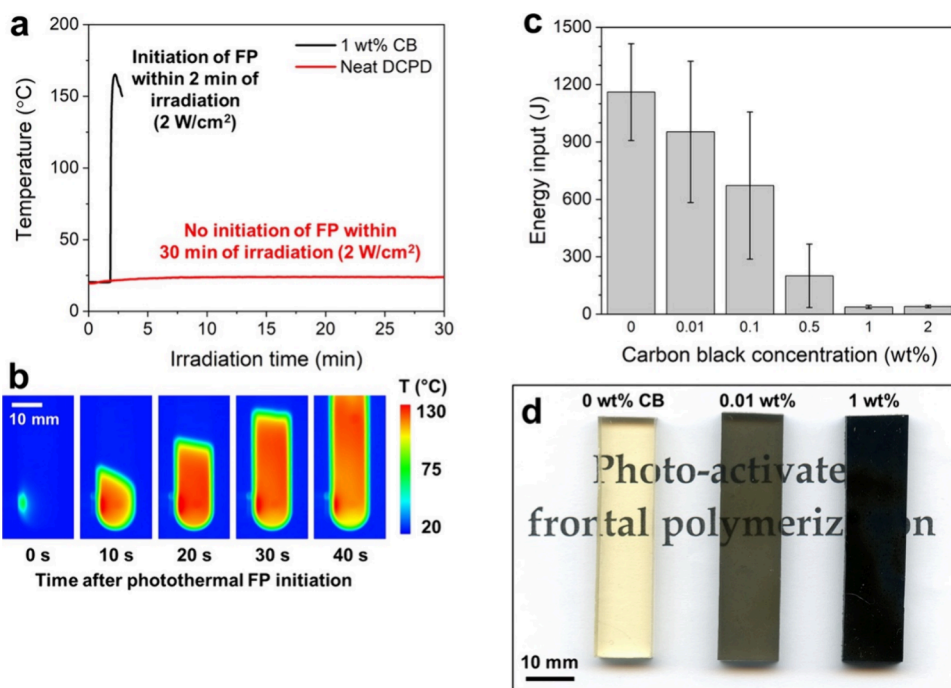 a
200
150
100
50
0
Temperature (°C)
1 wt% CB
Neat DCPD
Initiation of FP
within 2 min of
irradiation
(2 W/cm²)
No initiation of FP within
30 min of irradiation (2 W/cm²)
0 5 10 15 20 25 30
Irradiation time (min)
b
10 mm
T (°C)
130
75
20
0 s 10 s 20 s 30 s 40 s
Time after photothermal FP initiation
c
1500
1200
900
600
300
0
Energy input (J)
0 0.01 0.1 0.5 1 2
Carbon black concentration (wt%)
d
0 wt% CB 0.01 wt% 1 wt%
Photo-activate
frontal polymeriz on
10 mm